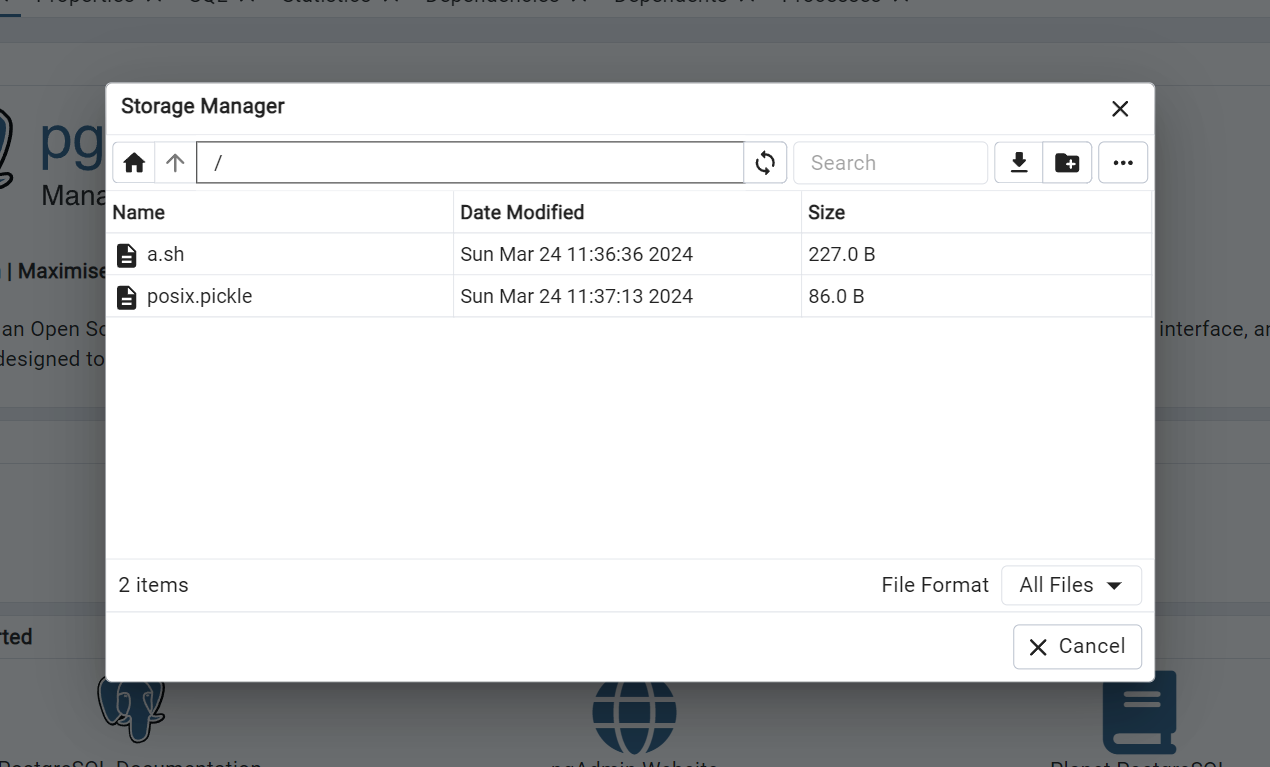 Properties SQL Statistics Dependencies Dependents Processes
Storage Manager
pg
Mana
/
Search
Name Date Modified Size
a.sh Sun Mar 24 11:36:36 2024 227.0 B
posix.pickle Sun Mar 24 11:37:13 2024 86.0 B
| Maximise
an Open So
interface, an
designed to
2 items File Format All Files
Cancel
rted
PostgreSQL Documentation pgAdmin Website Planet PostgreSQL